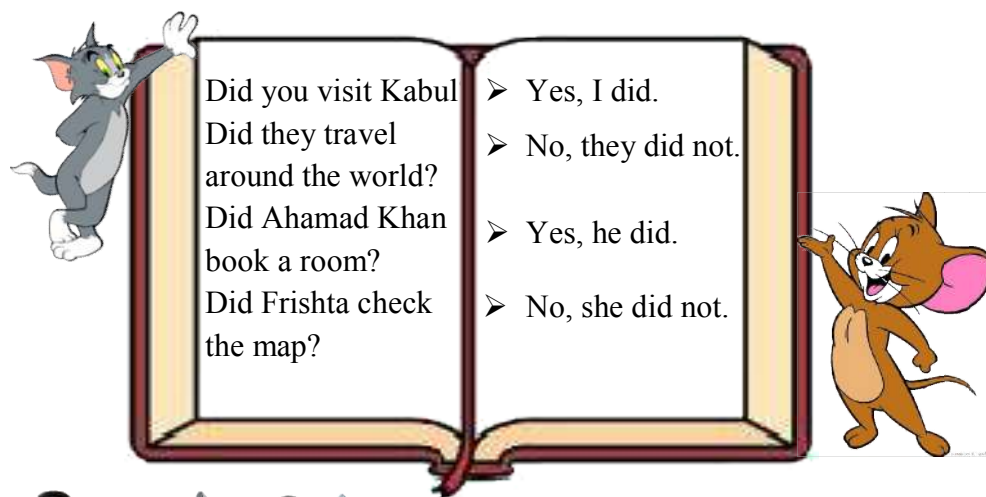 Did you visit Kabul
Did they travel
around the world?
Did Ahamad Khan
book a room?
Did Frishta check
the map?
➢ Yes, I did.
➢ No, they did not.
➢ Yes, he did.
➢ No, she did not.